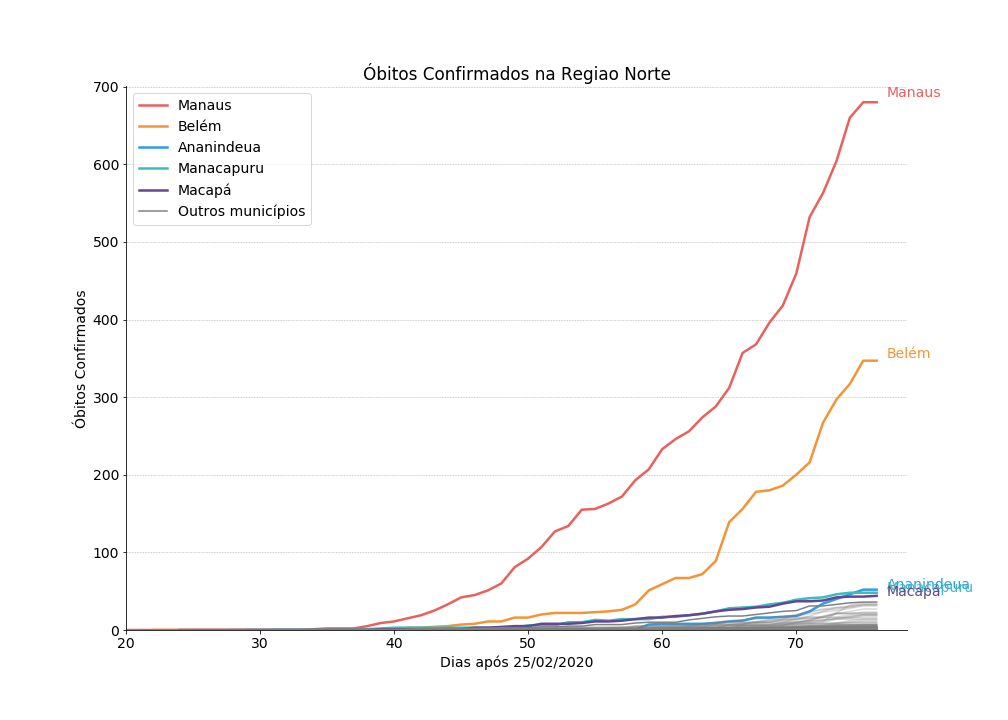 Óbitos Confirmados na Regiao Norte
700
600
500
400
300
200
100
0
Óbitos Confirmados
Manaus
Belém
Ananindeua
Manacapuru
Macapá
Outros municípios
Manaus
Belém
Ananindeua
Manacapuru
Macapá
20
30
40
50
60
70
Dias após 25/02/2020